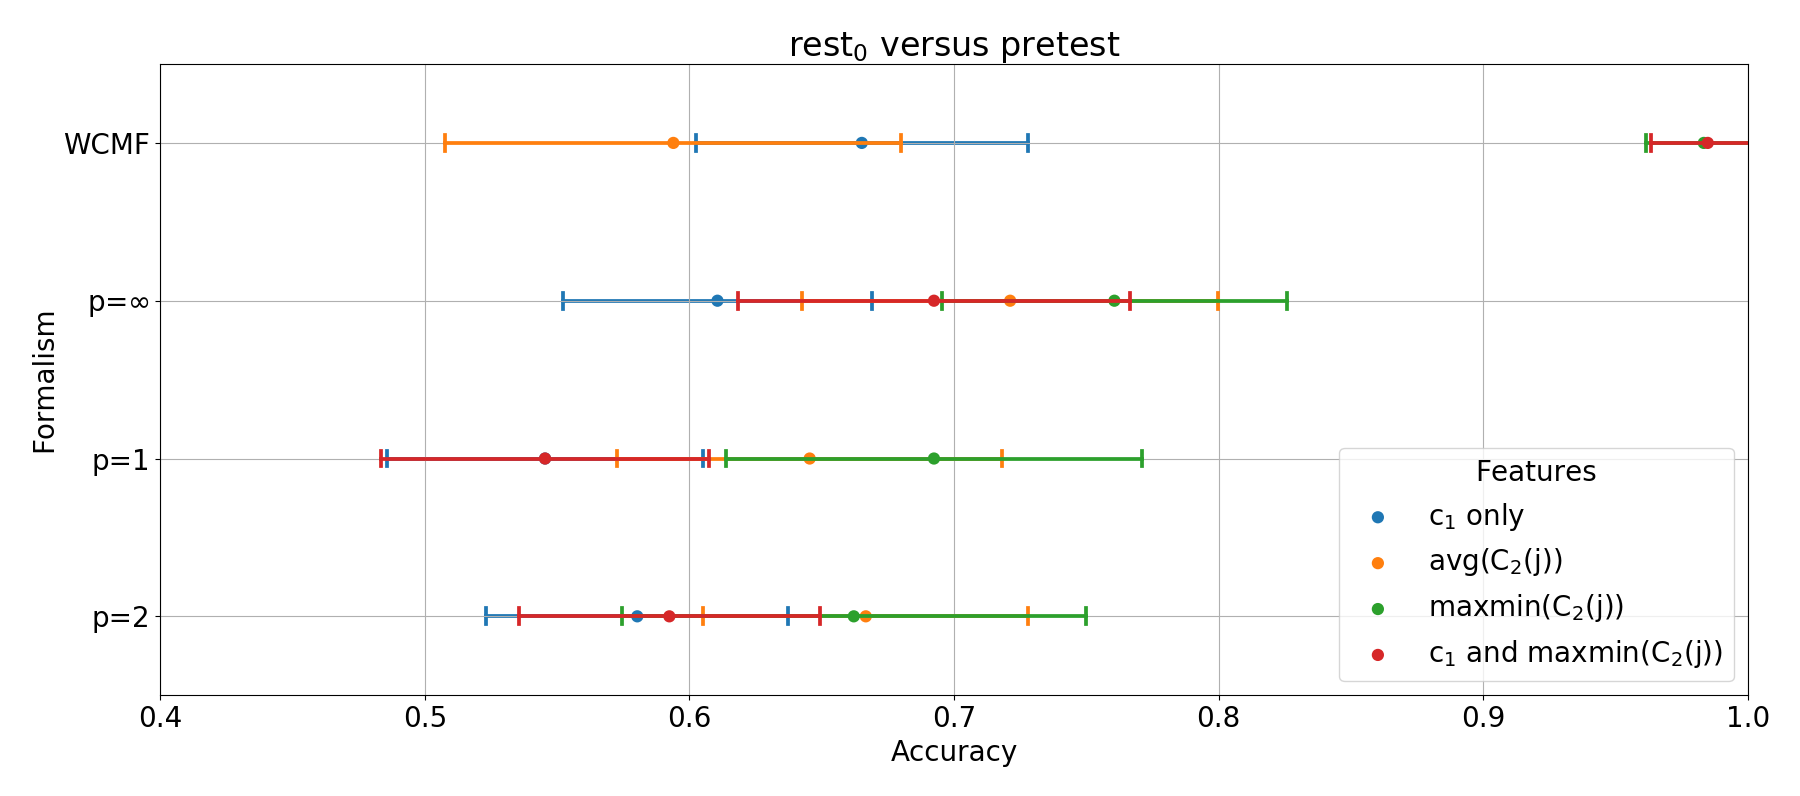 rest₀ versus pretest
WCMF
p=∞
p=1
p=2
Formalism
0.4 0.5 0.6 0.7 0.8 0.9 1.0
Accuracy
Features
c₁ only
avg(C₂(j))
maxmin(C₂(j))
c₁ and maxmin(C₂(j))